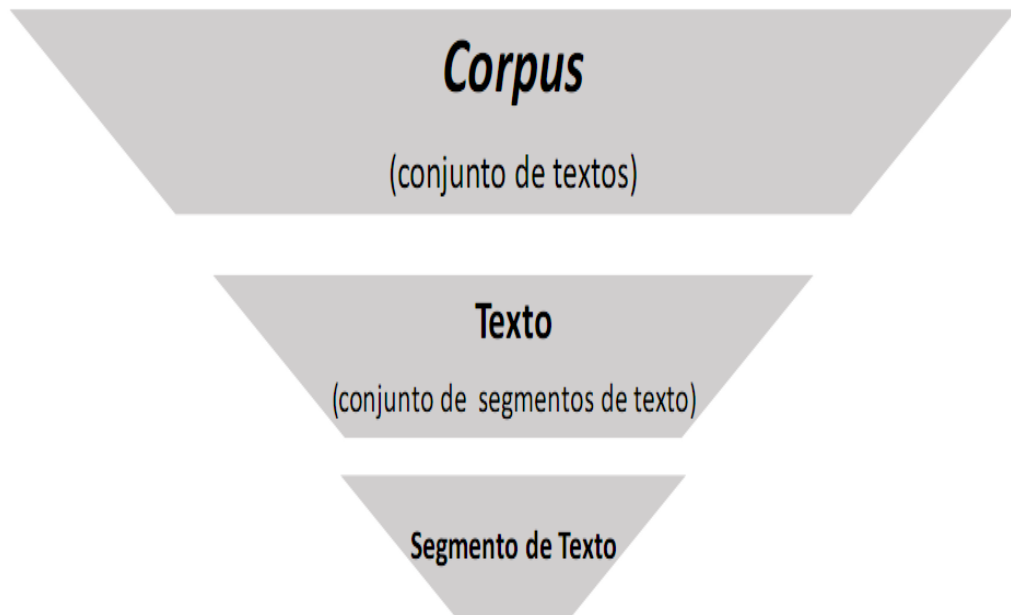 Corpus
(conjunto de textos)
Texto
(conjunto de segmentos de texto)
Segmento de Texto